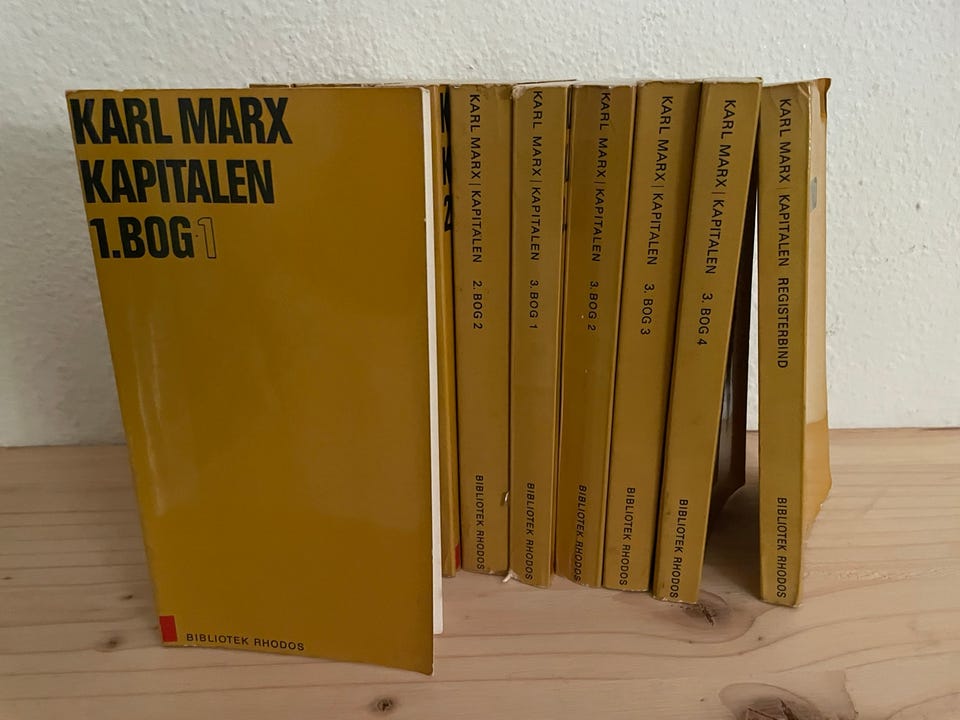 KARL MARX
KAPITALEN
1.BOG 1
BIBLIOTEK RHODOS
K
K
2
KARL MARX | KAPITALEN 2. BOG 2
BIBLIOTEK RHODOS
KARL MARX | KAPITALEN 3. BOG 1
BIBLIOTEK RHODOS
KARL MARX | KAPITALEN 3. BOG 2
BIBLIOTEK RHODOS
KARL MARX | KAPITALEN 3. BOG 3
BIBLIOTEK RHODOS
KARL MARX | KAPITALEN 3. BOG 4
BIBLIOTEK RHODOS
KARL MARX | KAPITALEN REGISTERBIND
BIBLIOTEK RHODOS